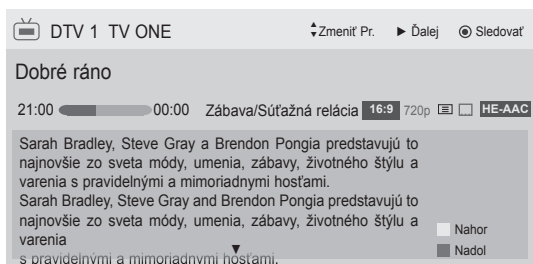 DTV 1 TV ONE Zmeniť Pr. Ďalej Sledovať
Dobré ráno
21:00 00:00 Zábava/Súťažná relácia 16:9 720p HE-AAC
Sarah Bradley, Steve Gray a Brendon Pongia predstavujú to
najnovšie zo sveta módy, umenia, zábavy, životného štýlu a
varenia s pravidelnými a mimoriadnymi hosťami.
Sarah Bradley, Steve Gray and Brendon Pongia predstavujú to
najnovšie zo sveta módy, umenia, zábavy, životného štýlu a
varenia
s pravidelnými a mimoriadnymi hosťami.
Nahor
Nadol